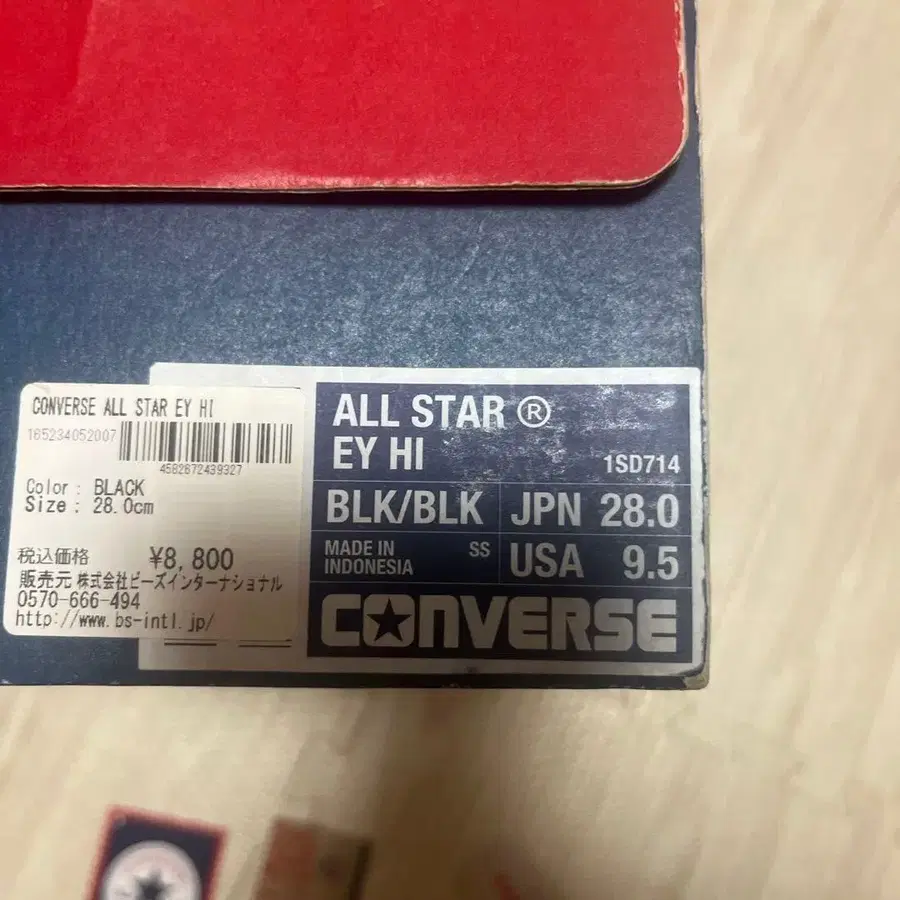 CONVERSE ALL STAR EY HI
165234052007
4582672439327
Color : BLACK
Size : 28.0cm
税込価格 ¥8,800
販売元 株式会社ビーズインターナショナル
0570-666-494
http://www.bs-intl.jp/
ALL STAR ®
EY HI 1SD714
BLK/BLK JPN 28.0
MADE IN INDONESIA SS USA 9.5
CONVERSE